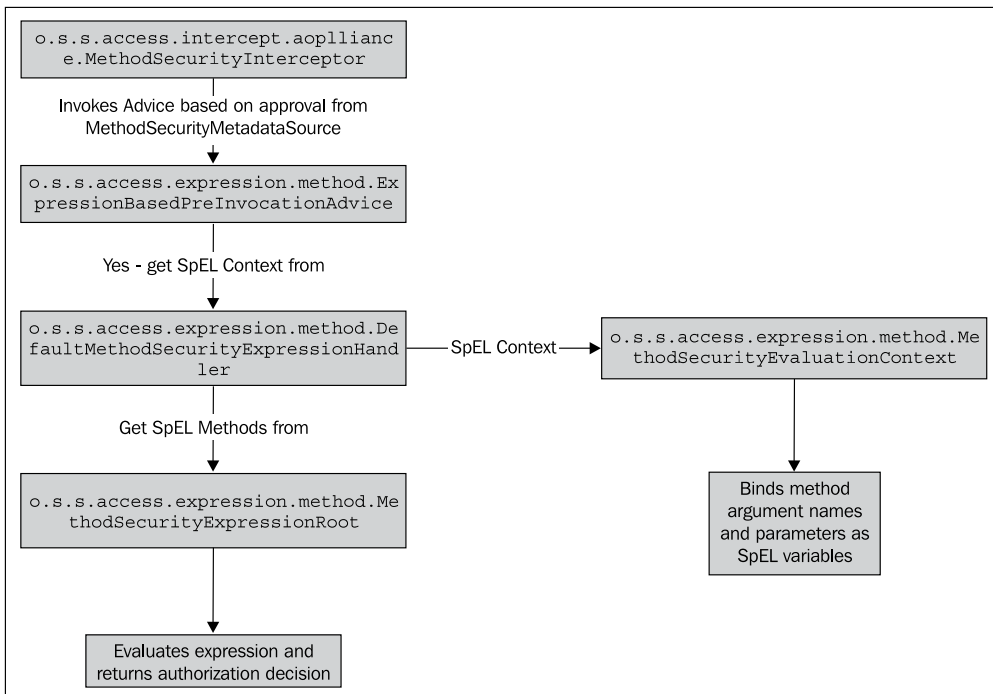 o.s.s.access.intercept.aopllianc
e.MethodSecurityInterceptor
Invokes Advice based on approval from
MethodSecurityMetadataSource
o.s.s.access.expression.method.Ex
pressionBasedPreInvocationAdvice
Yes - get SpEL Context from
o.s.s.access.expression.method.De
faultMethodSecurityExpressionHand
ler
SpEL Context
o.s.s.access.expression.method.Me
thodSecurityEvaluationContext
Get SpEL Methods from
o.s.s.access.expression.method.Me
thodSecurityExpressionRoot
Binds method
argument names
and parameters as
SpEL variables
Evaluates expression and
returns authorization decision